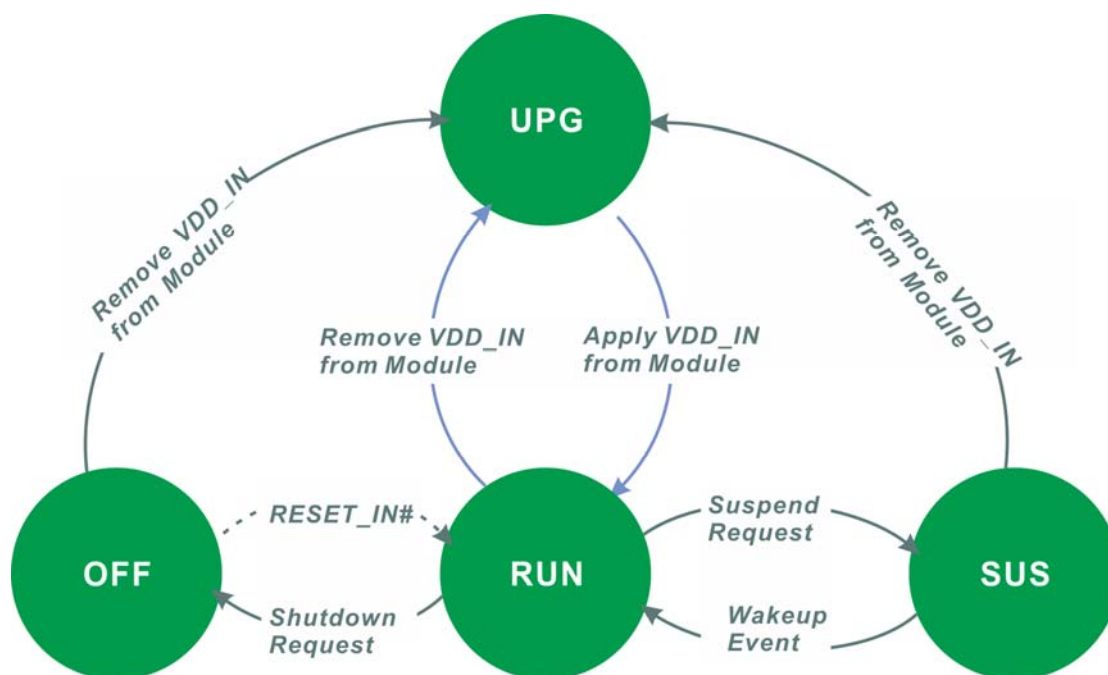 UPG
Remove VDD_IN
from Module
Remove VDD_IN
from Module
Remove VDD_IN
from Module
Apply VDD_IN
from Module
RESET_IN#
Suspend
Request
OFF
RUN
SUS
Shutdown
Request
Wakeup
Event